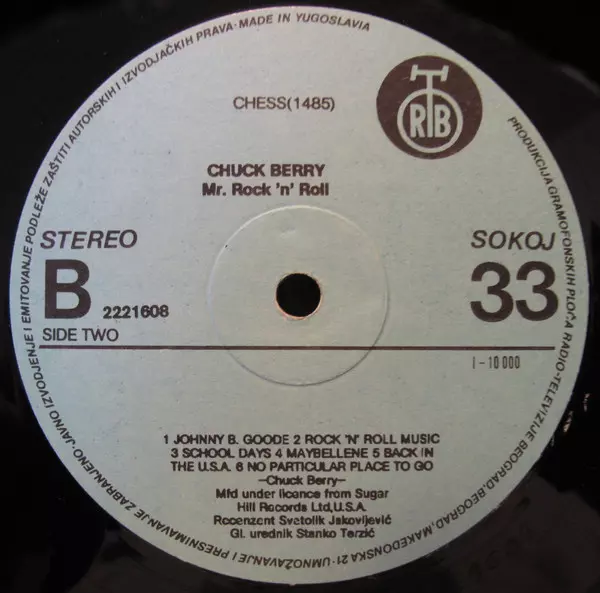 PRODUKCIJA GRAMOFONSKIH PLOČA RADIO-TELEVIZIJE BEOGRAD, BEOGRAD, MAKEDONSKA 21 · UMNOŽAVANJE I PRESNIMAVANJE ZABRANJENO · JAVNO IZVODJENJE I EMITOVANJE PODLEŽE ZAŠTITI AUTORSKIH I IZVODJAČKIH PRAVA · MADE IN YUGOSLAVIA
CHESS(1485)
RTB
CHUCK BERRY
Mr. Rock 'n' Roll
STEREO
SOKOJ
B 2221608
33
SIDE TWO
I-10 000
1 JOHNNY B. GOODE 2 ROCK 'N' ROLL MUSIC
3 SCHOOL DAYS 4 MAYBELLENE 5 BACK IN
THE U.S.A. 6 NO PARTICULAR PLACE TO GO
—Chuck Berry—
Mfd under licence from Sugar
Hill Records Ltd,U.S.A.
Recenzent Svetolik Jakovijević
Gl. urednik Stanko Terzić